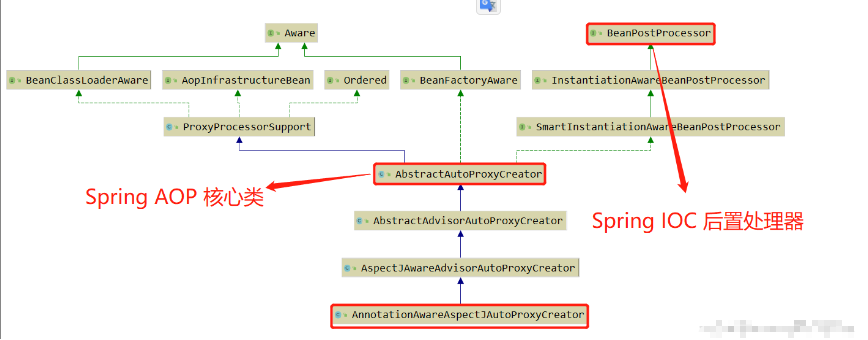 Aware
BeanPostProcessor
BeanClassLoaderAware
AopInfrastructureBean
Ordered
BeanFactoryAware
InstantiationAwareBeanPostProcessor
ProxyProcessorSupport
SmartInstantiationAwareBeanPostProcessor
AbstractAutoProxyCreator
Spring AOP 核心类
AbstractAdvisorAutoProxyCreator
Spring IOC 后置处理器
AspectJAwareAdvisorAutoProxyCreator
AnnotationAwareAspectJAutoProxyCreator